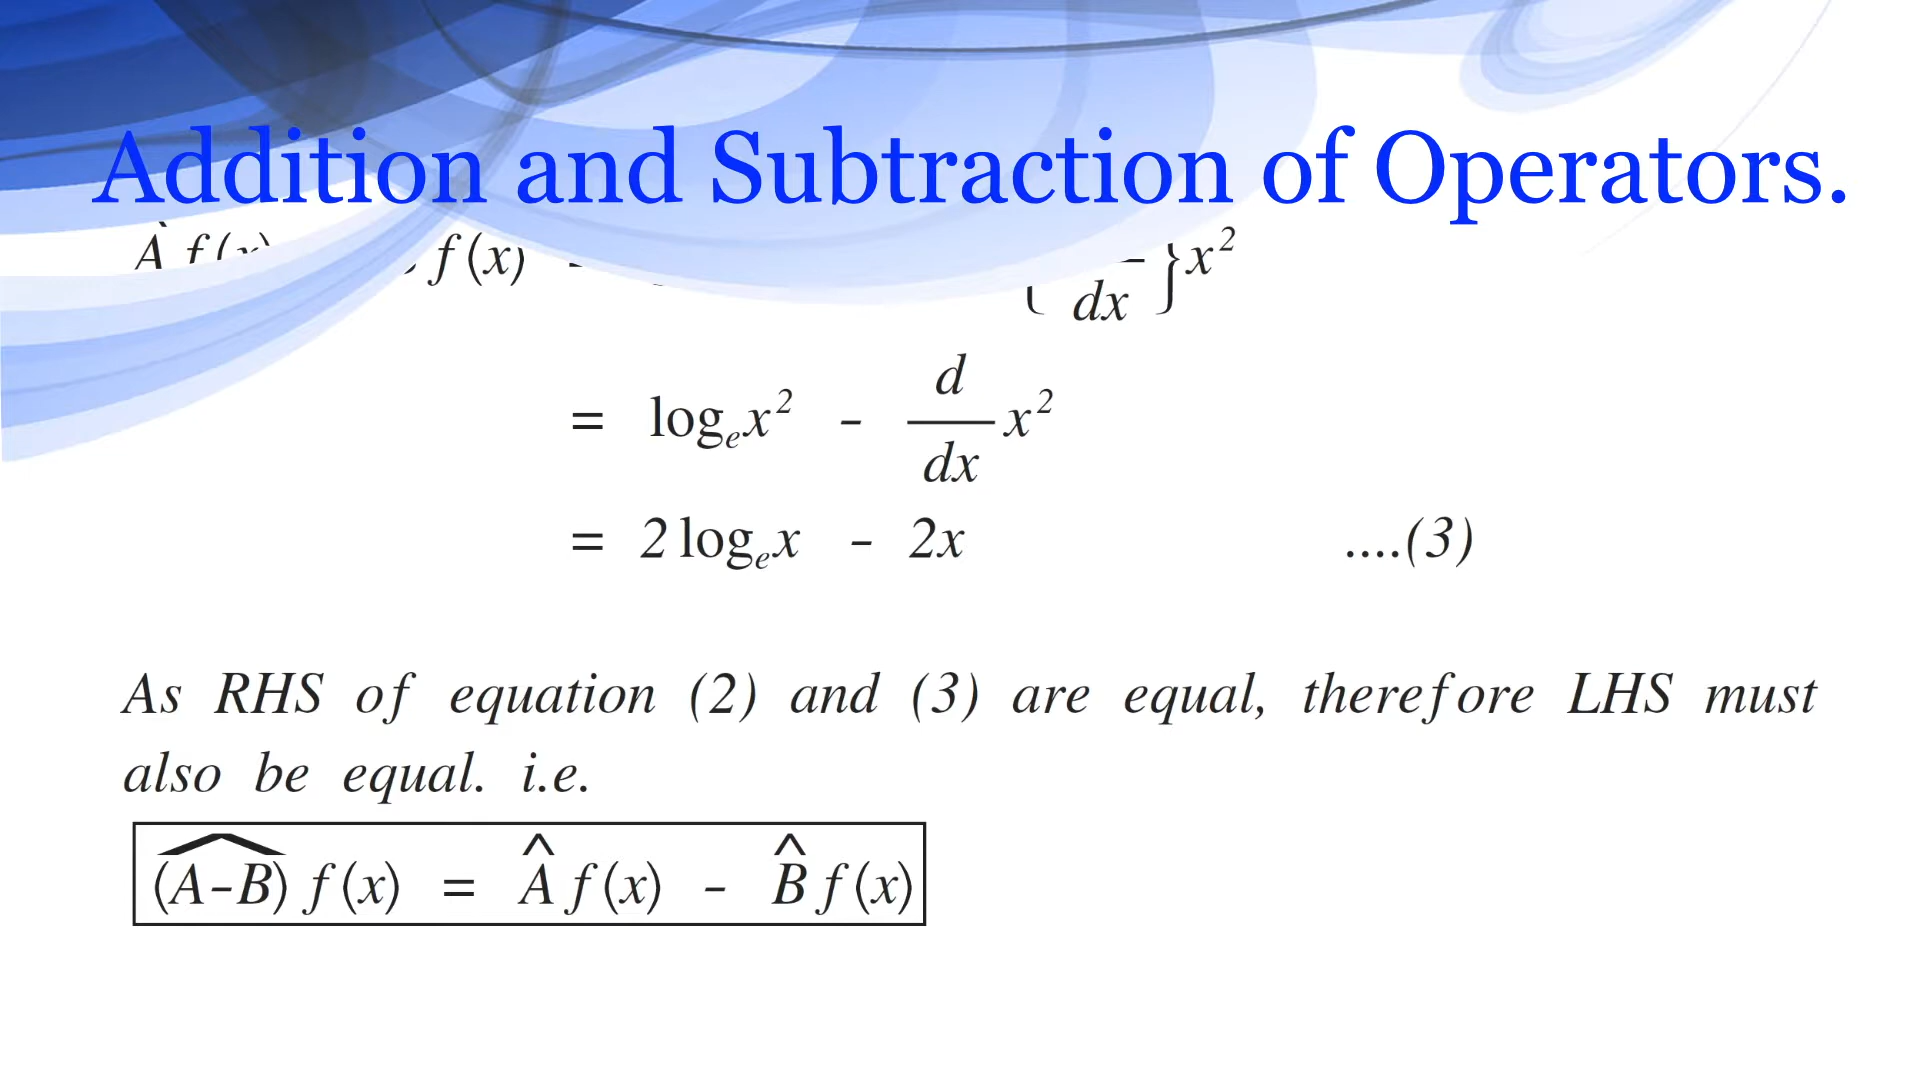 Addition and Subtraction of Operators.
f(x) - dx }x²
= logₑx² - d/dx x²
= 2 logₑx - 2x ....(3)
As RHS of equation (2) and (3) are equal, therefore LHS must
also be equal. i.e.
(A-B)^ f(x) = Â f(x) - B̂ f(x)